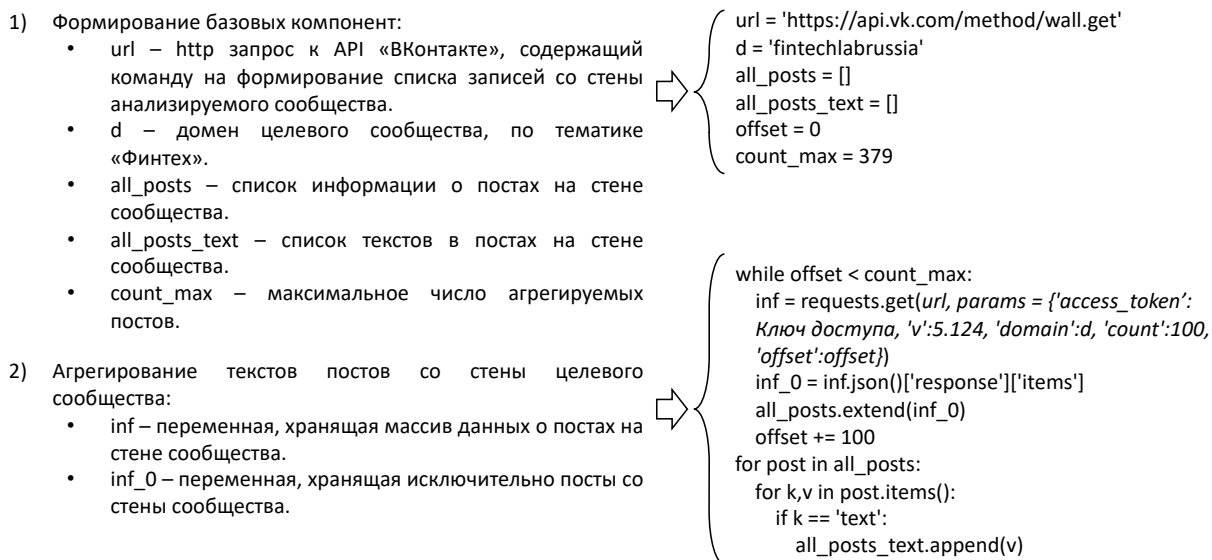 1) Формирование базовых компонент:
• url – http запрос к API «ВКонтакте», содержащий
команду на формирование списка записей со стены
анализируемого сообщества.
• d – домен целевого сообщества, по тематике
«Финтех».
• all_posts – список информации о постах на стене
сообщества.
• all_posts_text – список текстов в постах на стене
сообщества.
• count_max – максимальное число агрегируемых
постов.
2) Агрегирование текстов постов со стены целевого
сообщества:
• inf – переменная, хранящая массив данных о постах на
стене сообщества.
• inf_0 – переменная, хранящая исключительно посты со
стены сообщества.
url = 'https://api.vk.com/method/wall.get'
d = 'fintechlabrussia'
all_posts = []
all_posts_text = []
offset = 0
count_max = 379
while offset < count_max:
inf = requests.get(url, params = {'access_token’:
Ключ доступа, 'v':5.124, 'domain':d, 'count':100,
'offset':offset})
inf_0 = inf.json()['response']['items']
all_posts.extend(inf_0)
offset += 100
for post in all_posts:
for k,v in post.items():
if k == 'text':
all_posts_text.append(v)